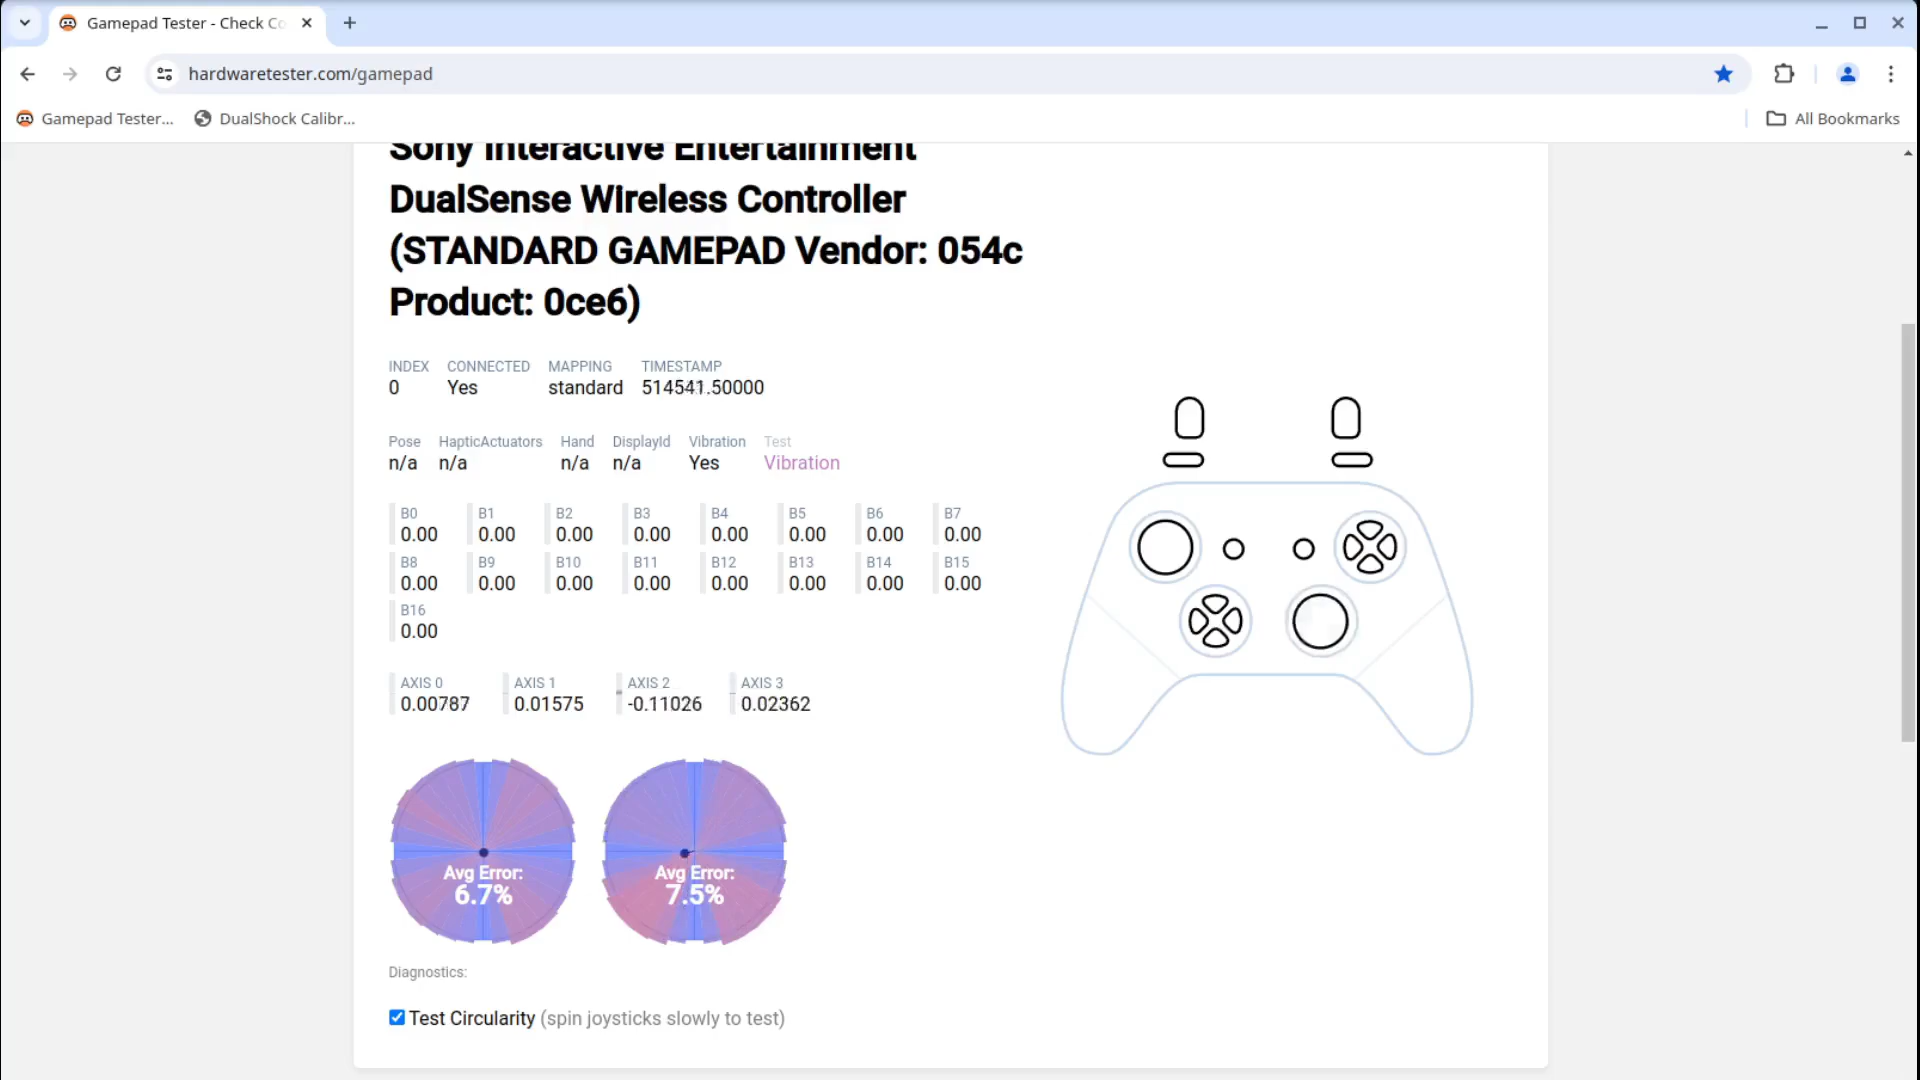 Gamepad Tester - Check Co
hardwaretester.com/gamepad
Gamepad Tester...
DualShock Calibr...
All Bookmarks
Sony Interactive Entertainment
DualSense Wireless Controller
(STANDARD GAMEPAD Vendor: 054c
Product: 0ce6)
INDEX CONNECTED MAPPING TIMESTAMP
0 Yes standard 514541.50000
Pose HapticActuators Hand DisplayId Vibration Test
n/a n/a n/a n/a Yes Vibration
B0 B1 B2 B3 B4 B5 B6 B7
0.00 0.00 0.00 0.00 0.00 0.00 0.00 0.00
B8 B9 B10 B11 B12 B13 B14 B15
0.00 0.00 0.00 0.00 0.00 0.00 0.00 0.00
B16
0.00
AXIS 0 AXIS 1 AXIS 2 AXIS 3
0.00787 0.01575 -0.11026 0.02362
Avg Error: Avg Error:
6.7% 7.5%
Diagnostics:
Test Circularity (spin joysticks slowly to test)